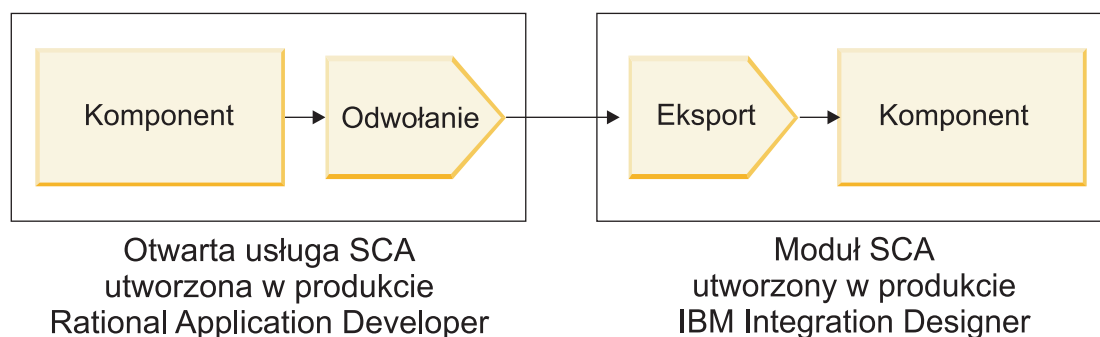 Komponent
Odwołanie
Eksport
Komponent
Otwarta usługa SCA
utworzona w produkcie
Rational Application Developer
Moduł SCA
utworzony w produkcie
IBM Integration Designer